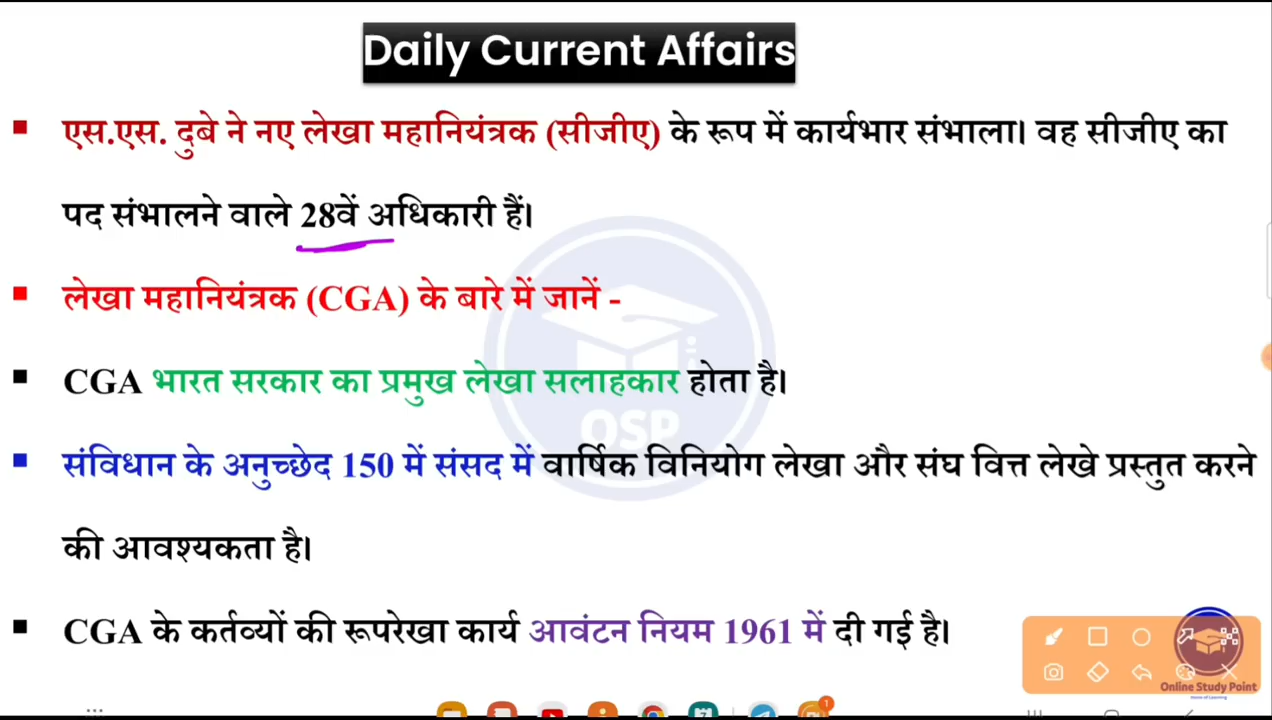 Daily Current Affairs
एस.एस. दुबे ने नए लेखा महानियंत्रक (सीजीए) के रूप में कार्यभार संभाला। वह सीजीए का
पद संभालने वाले 28वें अधिकारी हैं।
लेखा महानियंत्रक (CGA) के बारे में जानें -
CGA भारत सरकार का प्रमुख लेखा सलाहकार होता है।
OSP
संविधान के अनुच्छेद 150 में संसद में वार्षिक विनियोग लेखा और संघ वित्त लेखे प्रस्तुत करने
की आवश्यकता है।
CGA के कर्तव्यों की रूपरेखा कार्य आवंटन नियम 1961 में दी गई है।
Online Study Point